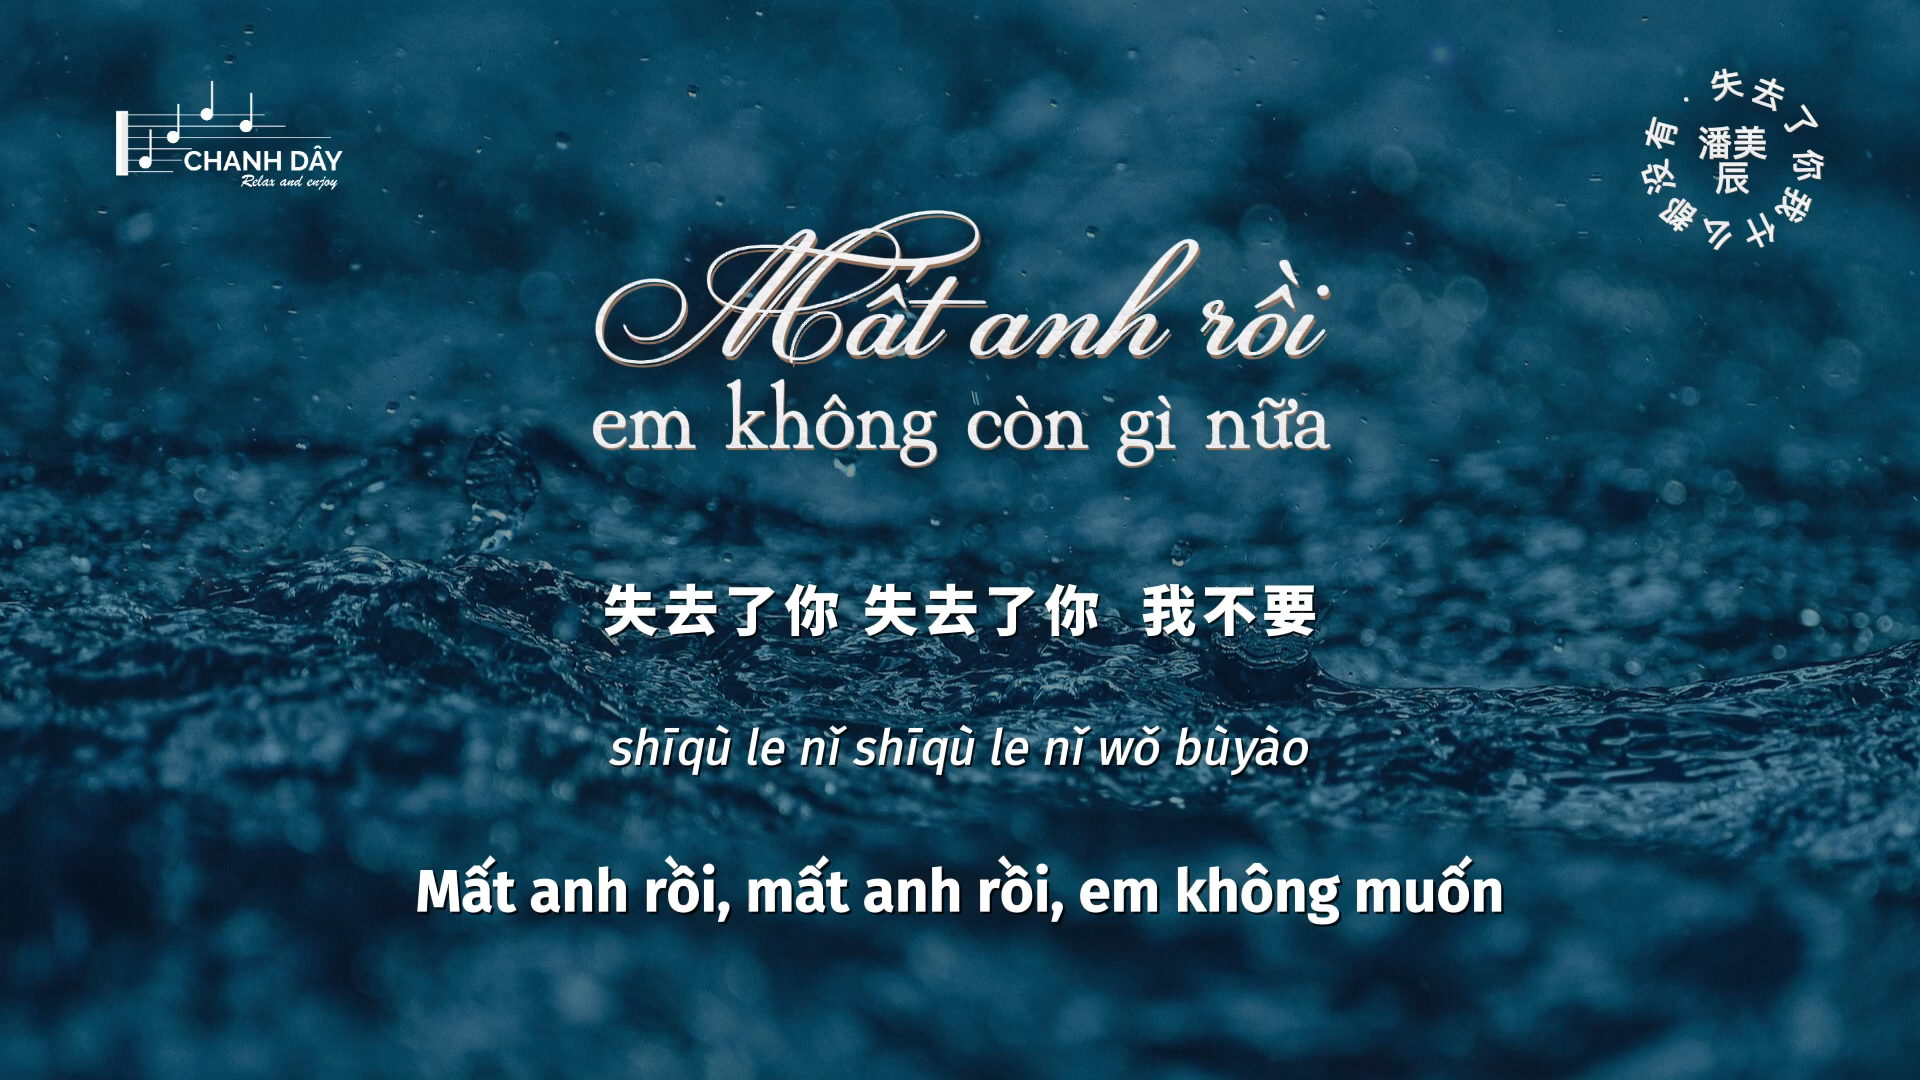 CHANH DÂY
Relax and enjoy
失去了你我什么都没有·
潘美
辰
Mất anh rồi
em không còn gì nữa
失去了你 失去了你 我不要
shīqù le nǐ shīqù le nǐ wǒ bùyào
Mất anh rồi, mất anh rồi, em không muốn